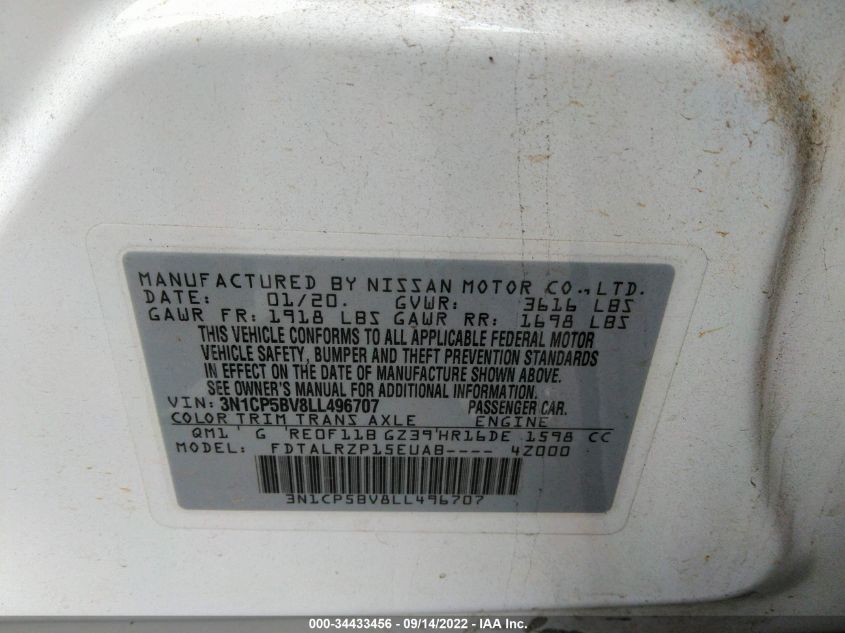 MANUFACTURED BY NISSAN MOTOR CO., LTD.
DATE: 01/20. GVWR: 3616 LBS
GAWR FR: 1918 LBS GAWR RR: 1698 LBS
THIS VEHICLE CONFORMS TO ALL APPLICABLE FEDERAL MOTOR
VEHICLE SAFETY, BUMPER AND THEFT PREVENTION STANDARDS
IN EFFECT ON THE DATE OF MANUFACTURE SHOWN ABOVE.
SEE OWNER'S MANUAL FOR ADDITIONAL INFORMATION.
VIN: 3N1CP5BV8LL496707 PASSENGER CAR.
COLOR TRIM TRANS AXLE ENGINE
QM1 G RE0F11B GZ39 HR16DE 1598 CC
MODEL: FDTALRZP15EUAB---- 4Z000
3N1CP5BV8LL496707
000-34433456 - 09/14/2022 - IAA Inc.